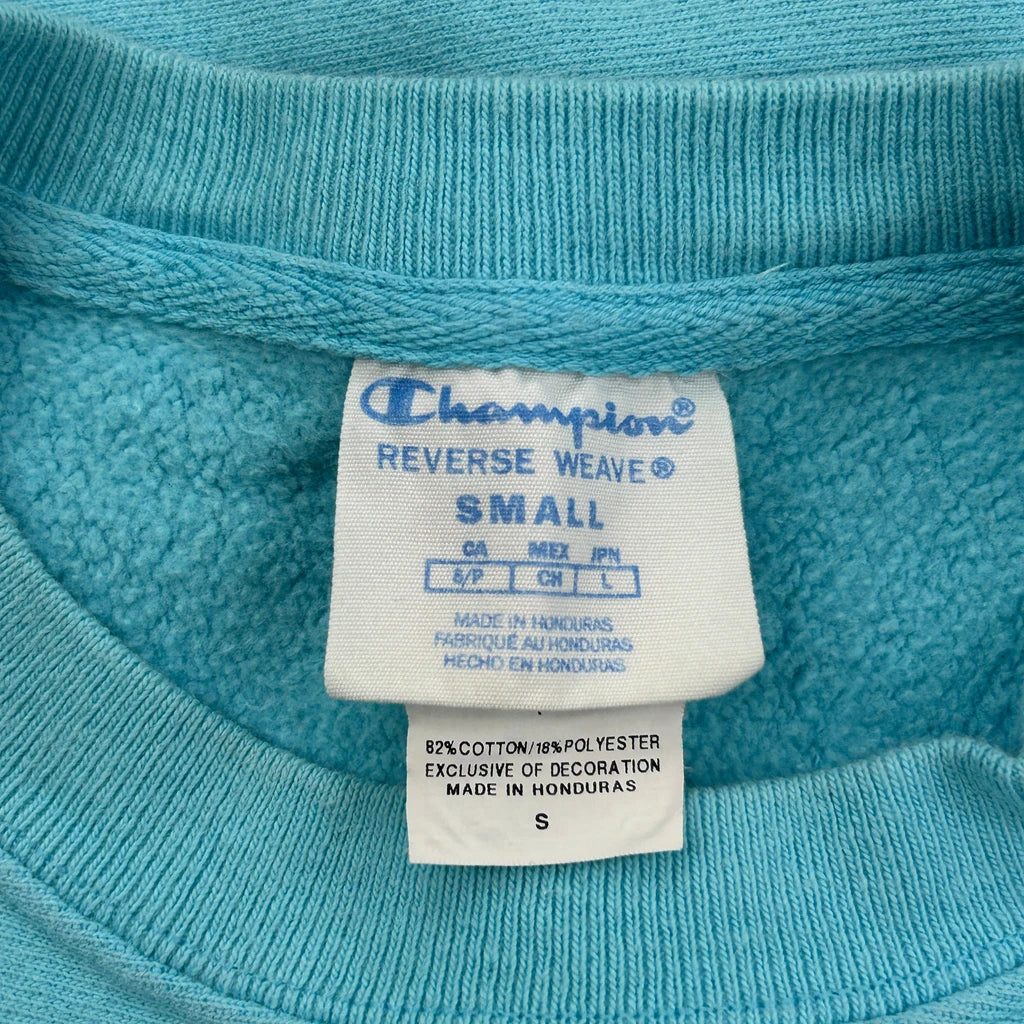 Champion®
REVERSE WEAVE®
SMALL
CA MEX JPN
S/P CH L
MADE IN HONDURAS
FABRIQUÉ AU HONDURAS
HECHO EN HONDURAS
82% COTTON/18% POLYESTER
EXCLUSIVE OF DECORATION
MADE IN HONDURAS
S